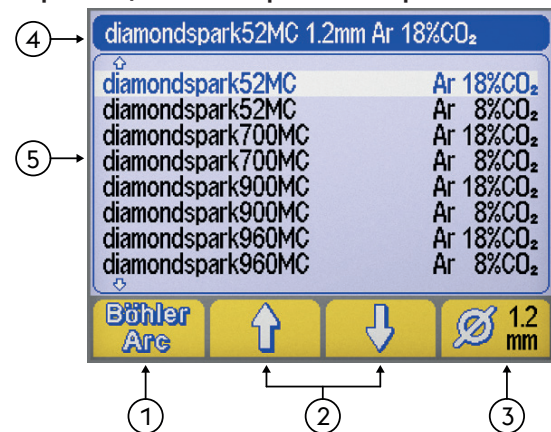 ④ diamondspark52MC 1.2mm Ar 18%CO₂
diamondspark52MC Ar 18%CO₂
diamondspark52MC Ar 8%CO₂
diamondspark700MC Ar 18%CO₂
⑤ diamondspark700MC Ar 8%CO₂
diamondspark900MC Ar 18%CO₂
diamondspark900MC Ar 8%CO₂
diamondspark960MC Ar 18%CO₂
diamondspark960MC Ar 8%CO₂
Böhler
Arc
1.2
mm
① ② ③